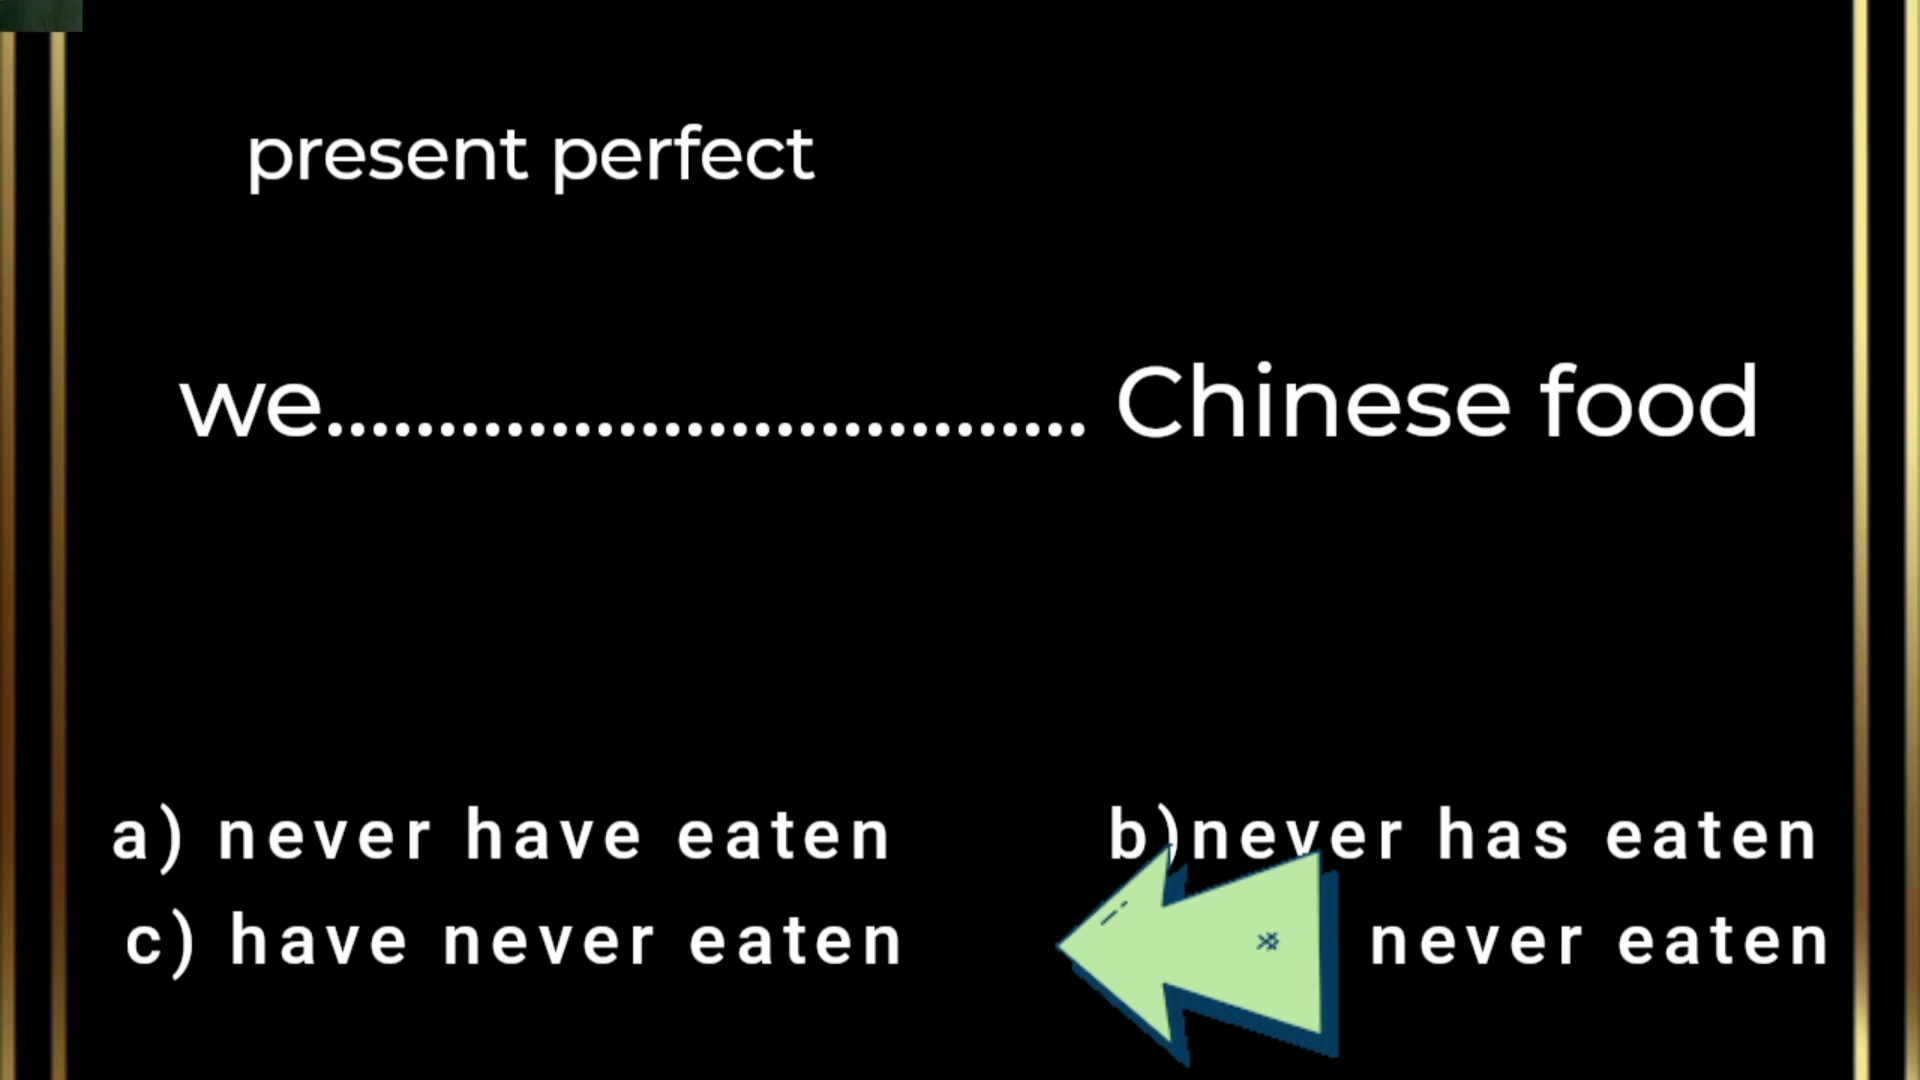 present perfect
we.................................. Chinese food
a) never have eaten
b)never has eaten
c) have never eaten
never eaten